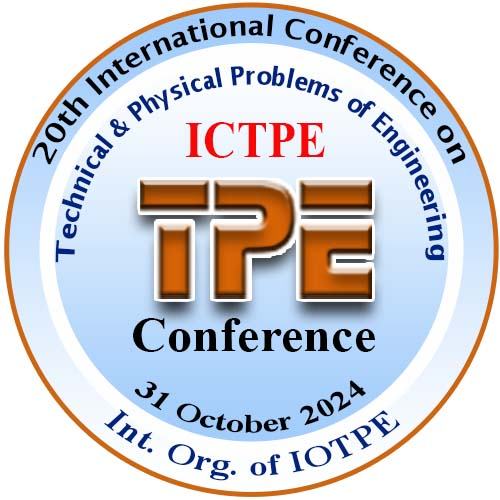 20th International Conference on
Technical & Physical Problems of Engineering
ICTPE
TPE
Conference
31 October 2024
Int. Org. of IOTPE